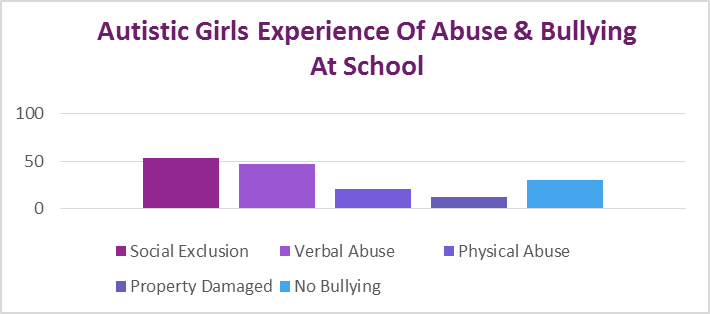 Autistic Girls Experience Of Abuse & Bullying
At School
100
50
0
Social Exclusion Verbal Abuse Physical Abuse
Property Damaged No Bullying